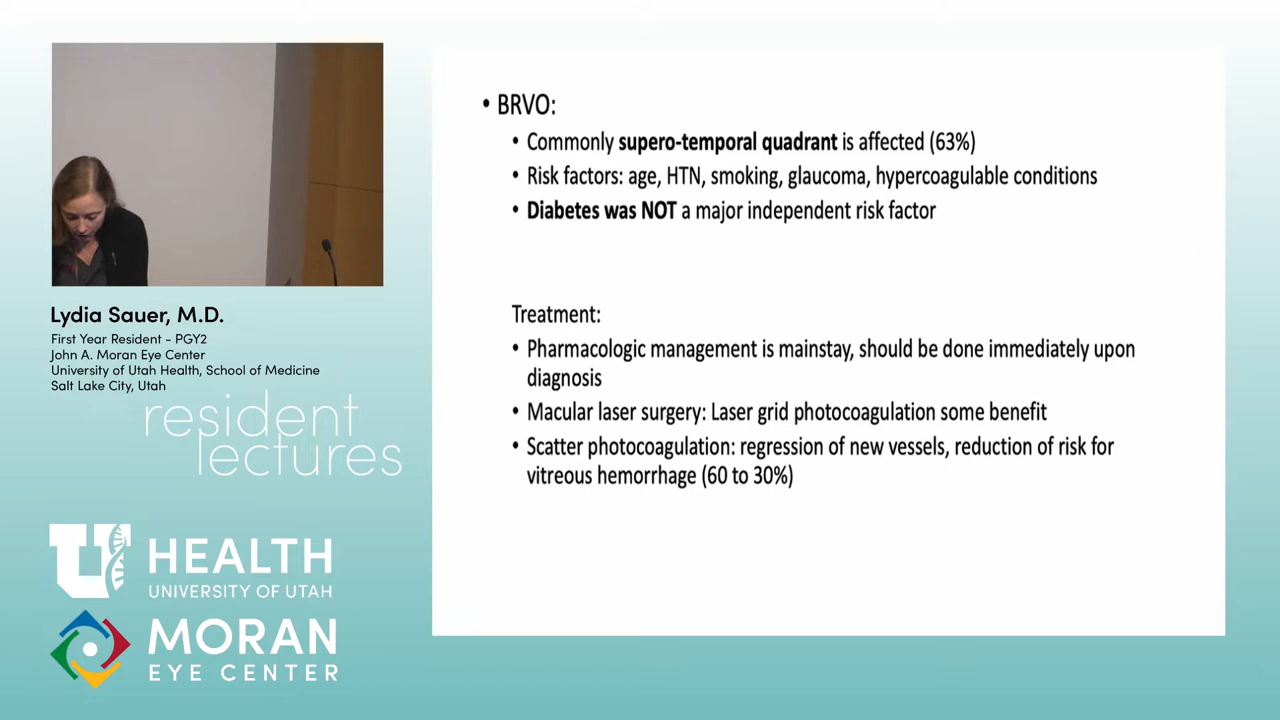 Lydia Sauer, M.D.
First Year Resident - PGY2
John A. Moran Eye Center
University of Utah Health, School of Medicine
Salt Lake City, Utah
resident
lectures
U
HEALTH
UNIVERSITY OF UTAH
MORAN
EYE CENTER
• BRVO:
• Commonly supero-temporal quadrant is affected (63%)
• Risk factors: age, HTN, smoking, glaucoma, hypercoagulable conditions
• Diabetes was NOT a major independent risk factor
Treatment:
• Pharmacologic management is mainstay, should be done immediately upon
diagnosis
• Macular laser surgery: Laser grid photocoagulation some benefit
• Scatter photocoagulation: regression of new vessels, reduction of risk for
vitreous hemorrhage (60 to 30%)